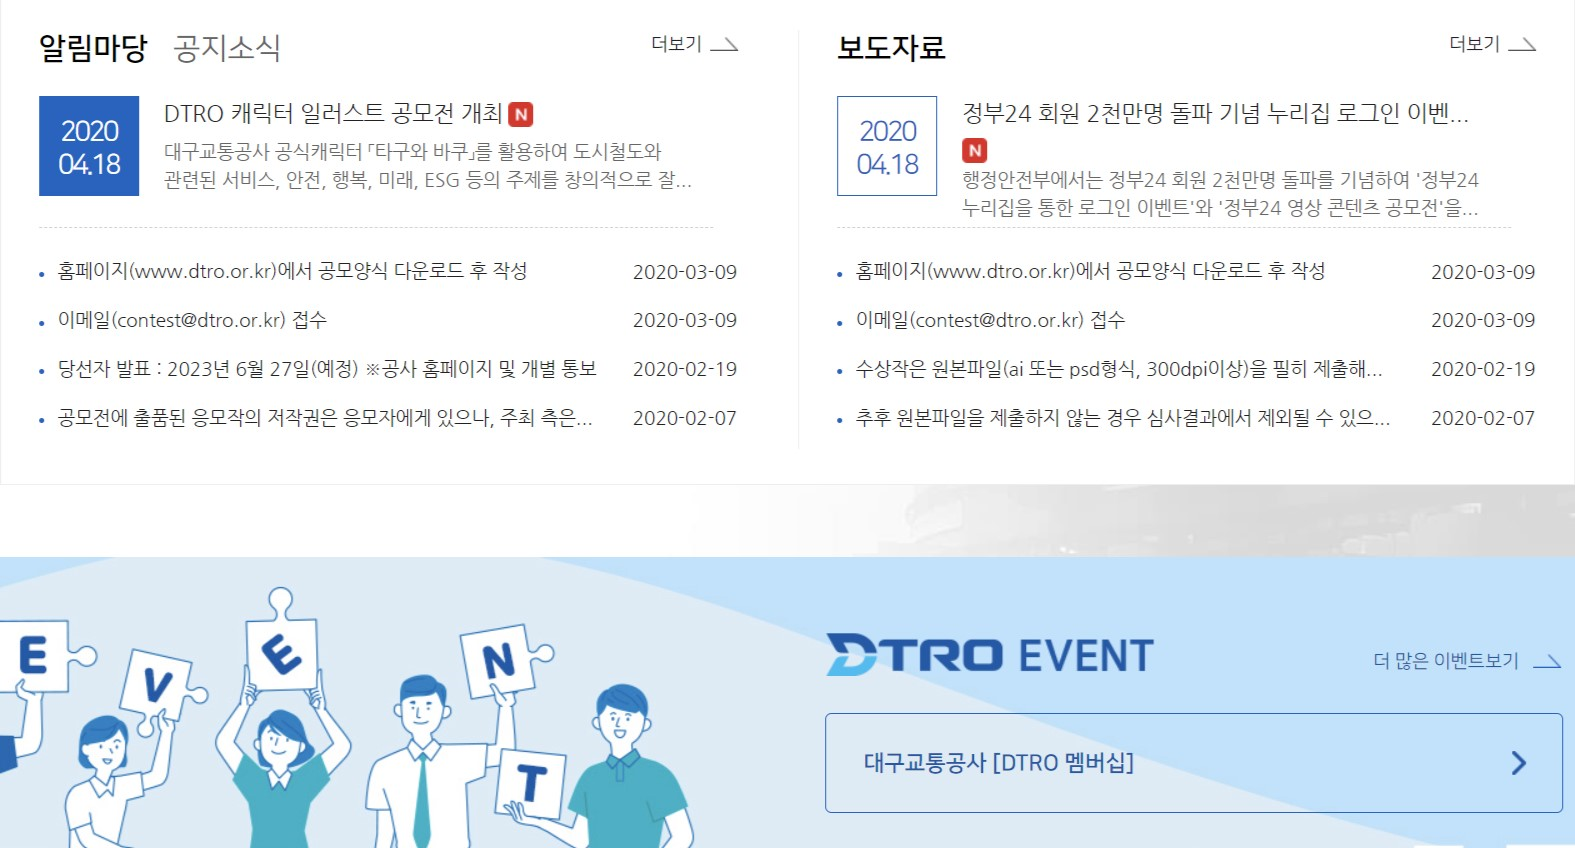 알림마당 공지소식 더보기
2020
04.18
DTRO 캐릭터 일러스트 공모전 개최 N
대구교통공사 공식캐릭터 「타구와 바쿠」를 활용하여 도시철도와
관련된 서비스, 안전, 행복, 미래, ESG 등의 주제를 창의적으로 잘...
홈페이지(www.dtro.or.kr)에서 공모양식 다운로드 후 작성 2020-03-09
이메일(contest@dtro.or.kr) 접수 2020-03-09
당선자 발표 : 2023년 6월 27일(예정) ※공사 홈페이지 및 개별 통보 2020-02-19
공모전에 출품된 응모작의 저작권은 응모자에게 있으나, 주최 측은... 2020-02-07
보도자료 더보기
2020
04.18
정부24 회원 2천만명 돌파 기념 누리집 로그인 이벤...
N
행정안전부에서는 정부24 회원 2천만명 돌파를 기념하여 '정부24
누리집을 통한 로그인 이벤트'와 '정부24 영상 콘텐츠 공모전'을...
홈페이지(www.dtro.or.kr)에서 공모양식 다운로드 후 작성 2020-03-09
이메일(contest@dtro.or.kr) 접수 2020-03-09
수상작은 원본파일(ai 또는 psd형식, 300dpi이상)을 필히 제출해... 2020-02-19
추후 원본파일을 제출하지 않는 경우 심사결과에서 제외될 수 있으... 2020-02-07
E V E N T
DTRO EVENT
더 많은 이벤트보기
대구교통공사 [DTRO 멤버십]